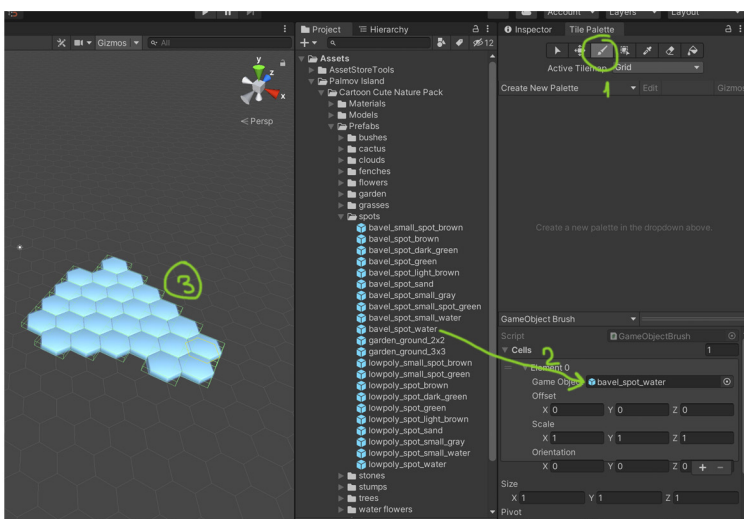 Account Layers Layout
Project Hierarchy
Inspector Tile Palette
Gizmos All
12
Active Tilemap Grid
1
Create New Palette Edit Gizmos
Create a new palette in the dropdown above.
y
z
x
Persp
Assets
AssetStoreTools
Palmov Island
Cartoon Cute Nature Pack
Materials
Models
Prefabs
bushes
cactus
clouds
fenches
flowers
garden
grasses
spots
bavel_small_spot_brown
bavel_spot_brown
bavel_spot_dark_green
bavel_spot_green
bavel_spot_light_brown
bavel_spot_sand
bavel_spot_small_gray
bavel_spot_small_spot_green
bavel_spot_small_water
bavel_spot_water
garden_ground_2x2
garden_ground_3x3
lowpoly_small_spot_brown
lowpoly_small_spot_green
lowpoly_spot_brown
lowpoly_spot_dark_green
lowpoly_spot_green
lowpoly_spot_light_brown
lowpoly_spot_sand
lowpoly_spot_small_gray
lowpoly_spot_small_water
lowpoly_spot_water
stones
stumps
trees
water flowers
3
GameObject Brush
Script GameObjectBrush
Cells 1
2
Element 0
Game Object bavel_spot_water
Offset
X 0 Y 0 Z 0
Scale
X 1 Y 1 Z 1
Orientation
X 0 Y 0 Z 0 + -
Size
X 1 Y 1 Z 1
Pivot